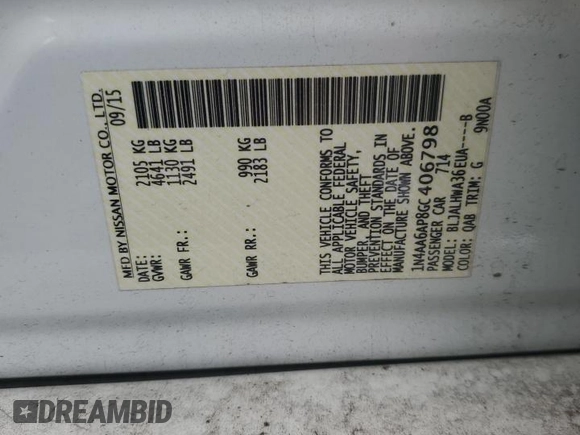 MFD BY NISSAN MOTOR CO., LTD.
DATE: 09/15
GVWR: 2105 KG
4641 LB
GAWR FR.: 1130 KG
2491 LB
GAWR RR.: 990 KG
2183 LB
THIS VEHICLE CONFORMS TO
ALL APPLICABLE FEDERAL
MOTOR VEHICLE SAFETY,
BUMPER, AND THEFT
PREVENTION STANDARDS IN
EFFECT ON THE DATE OF
MANUFACTURE SHOWN ABOVE.
1N4AA6AP8GC406798
PASSENGER CAR 714
MODEL: BLJALHWA36EUA----B
COLOR: QAB TRIM: G 9N00A
DREAMBID